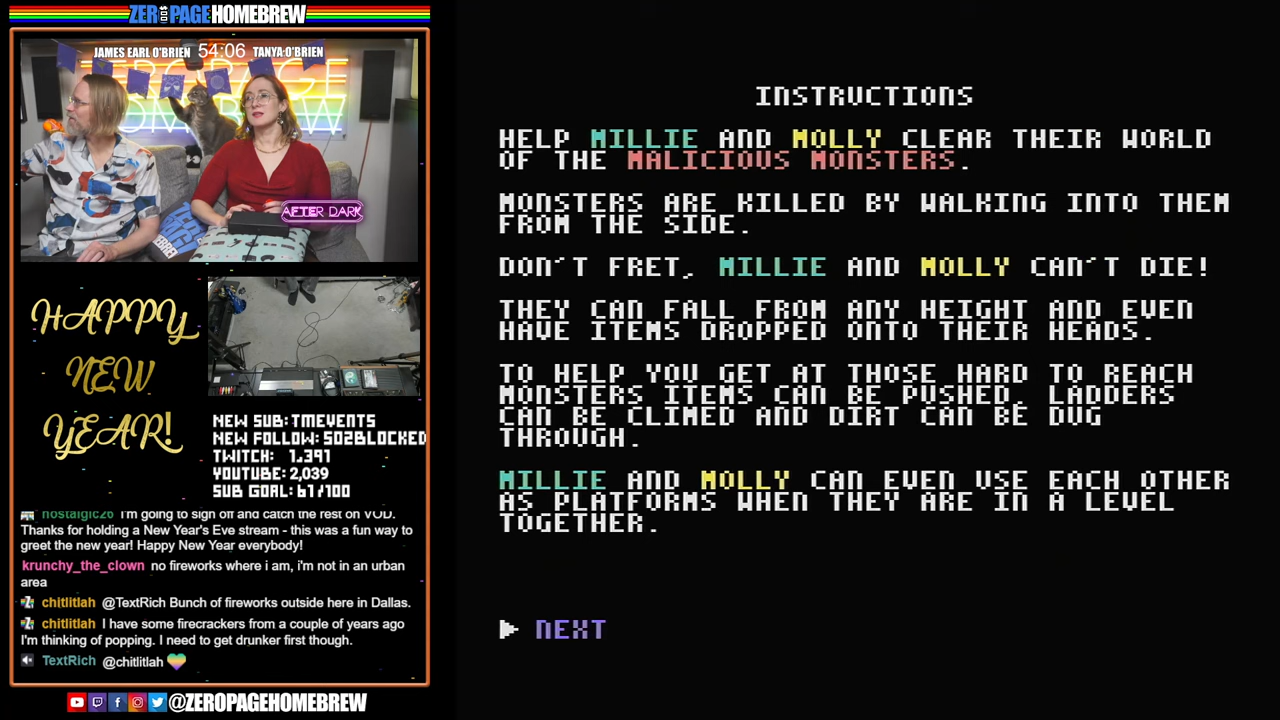 ZEROPAGEHOMEBREW
JAMES EARL O'BRIEN 54:06 TANYA O'BRIEN
AFTER DARK
HAPPY
NEW
YEAR!
NEW SUB: TMEVENTS
NEW FOLLOW: SO2BLOCKED
TWITCH: 1,391
YOUTUBE: 2,039
SUB GOAL: 67/100
nostalgic26 I'm going to sign off and catch the rest on VOD.
Thanks for holding a New Year's Eve stream - this was a fun way to
greet the new year! Happy New Year everybody!
krunchy_the_clown no fireworks where i am, i'm not in an urban
area
chitlitlah @TextRich Bunch of fireworks outside here in Dallas.
chitlitlah I have some firecrackers from a couple of years ago
I'm thinking of popping. I need to get drunker first though.
TextRich @chitlitlah
@ZEROPAGEHOMEBREW
INSTRUCTIONS
HELP MILLIE AND MOLLY CLEAR THEIR WORLD
OF THE MALICIOUS MONSTERS.
MONSTERS ARE KILLED BY WALKING INTO THEM
FROM THE SIDE.
DON'T FRET, MILLIE AND MOLLY CAN'T DIE!
THEY CAN FALL FROM ANY HEIGHT AND EVEN
HAVE ITEMS DROPPED ONTO THEIR HEADS.
TO HELP YOU GET AT THOSE HARD TO REACH
MONSTERS ITEMS CAN BE PUSHED, LADDERS
CAN BE CLIMED AND DIRT CAN BE DUG
THROUGH.
MILLIE AND MOLLY CAN EVEN USE EACH OTHER
AS PLATFORMS WHEN THEY ARE IN A LEVEL
TOGETHER.
NEXT